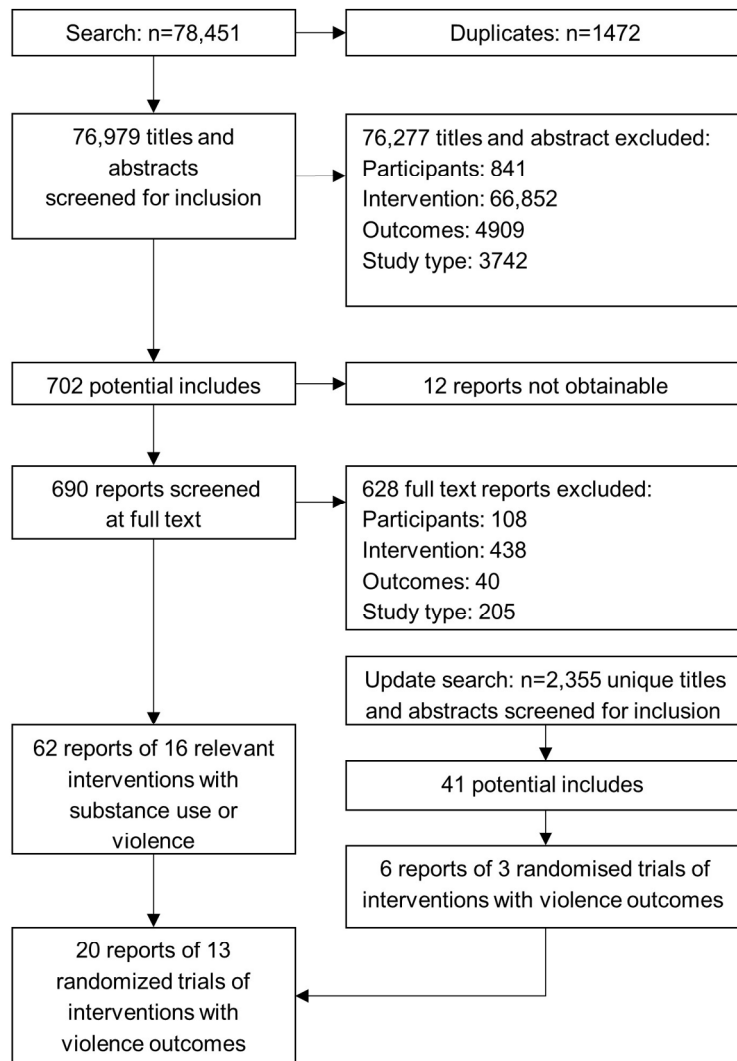 Search: n=78,451
Duplicates: n=1472
76,979 titles and
abstracts
screened for inclusion
76,277 titles and abstract excluded:
Participants: 841
Intervention: 66,852
Outcomes: 4909
Study type: 3742
702 potential includes
12 reports not obtainable
690 reports screened
at full text
628 full text reports excluded:
Participants: 108
Intervention: 438
Outcomes: 40
Study type: 205
Update search: n=2,355 unique titles
and abstracts screened for inclusion
62 reports of 16 relevant
interventions with
substance use or
violence
41 potential includes
6 reports of 3 randomised trials of
interventions with violence outcomes
20 reports of 13
randomized trials of
interventions with
violence outcomes